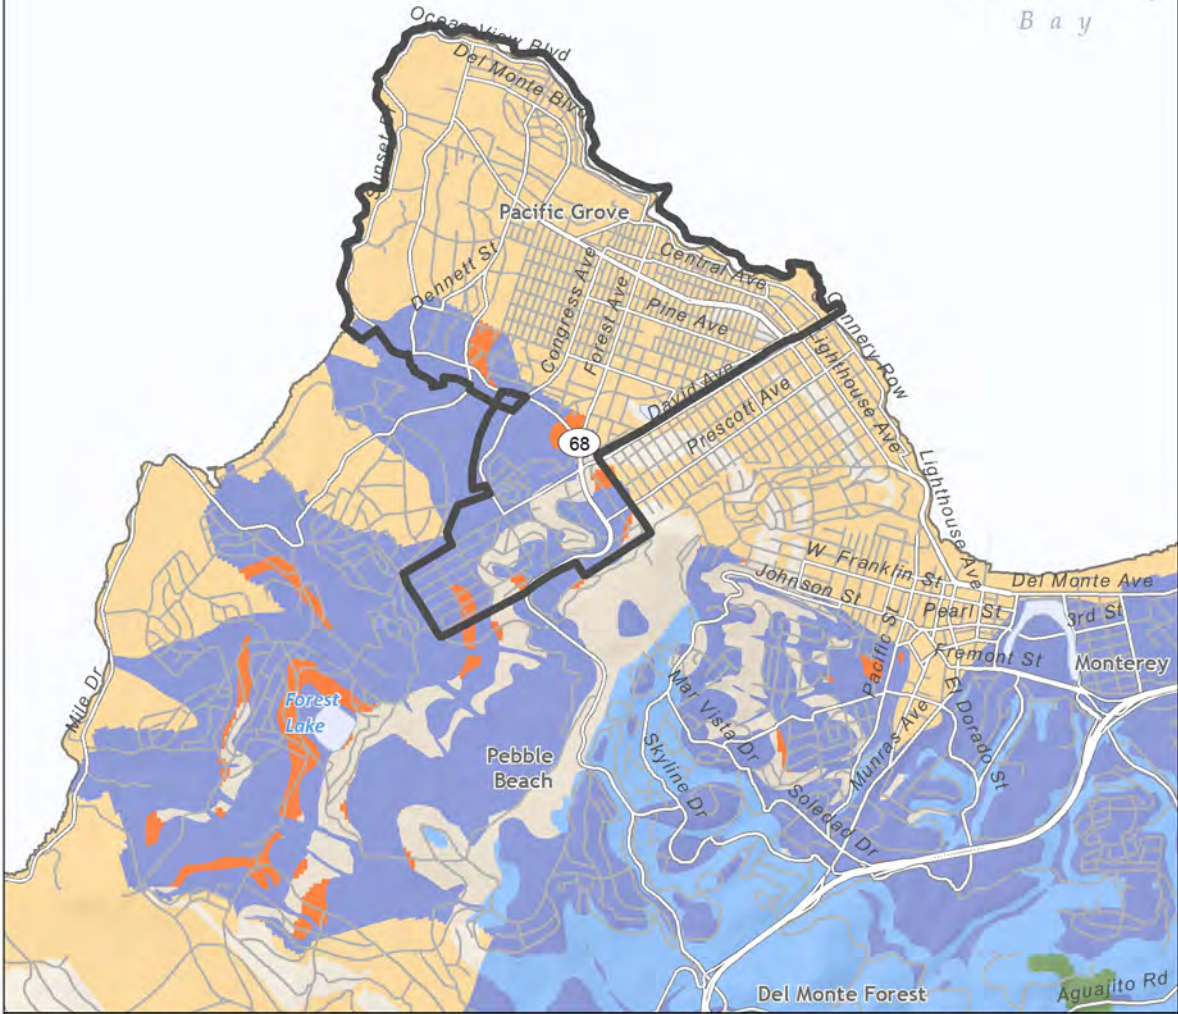 B a y
Ocean View Blvd
Del Monte Blvd
Sunset Dr
Pacific Grove
Central Ave
Dennett St
Congress Ave
Forest Ave
Pine Ave
Cannery Row
David Ave
Lighthouse Ave
Prescott Ave
68
Lighthouse Ave
W Franklin St
Johnson St
Del Monte Ave
Pearl St
3rd St
Pacific St
Fremont St
Monterey
Mar Vista Dr
El Dorado St
Forest
Lake
Mile Dr
Munras Ave
Pebble
Beach
Skyline Dr
Soledad Dr
Del Monte Forest
Aguajito Rd